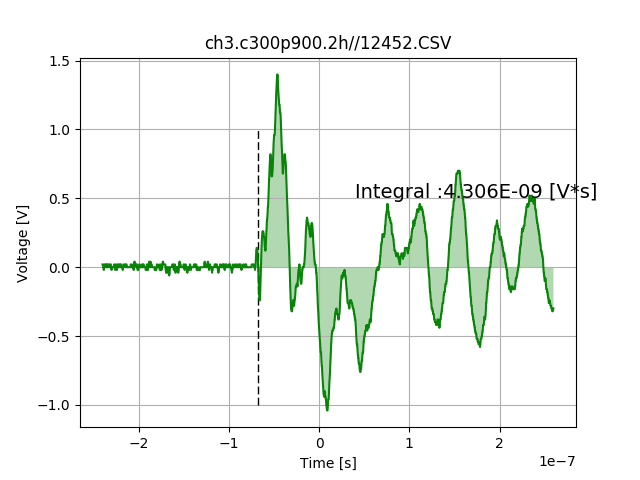 ch3.c300p900.2h//12452.CSV
1.5
1.0
0.5
0.0
−0.5
−1.0
Voltage [V]
Integral :4.306E-09 [V*s]
−2
−1
0
1
2
1e−7
Time [s]